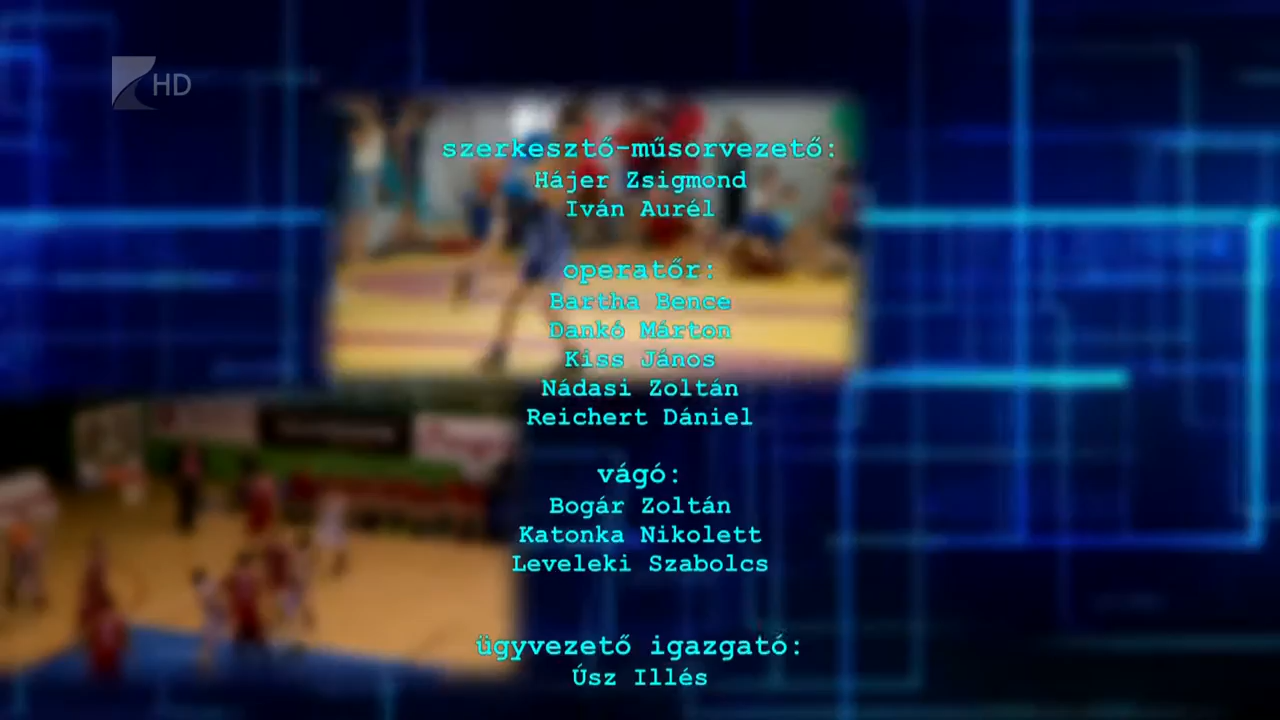 HD
szerkesztő-műsorvezető:
Hájer Zsigmond
Iván Aurél
operatőr:
Bartha Bence
Dankó Márton
Kiss János
Nádasi Zoltán
Reichert Dániel
vágó:
Bogár Zoltán
Katonka Nikolett
Leveleki Szabolcs
ügyvezető igazgató:
Úsz Illés